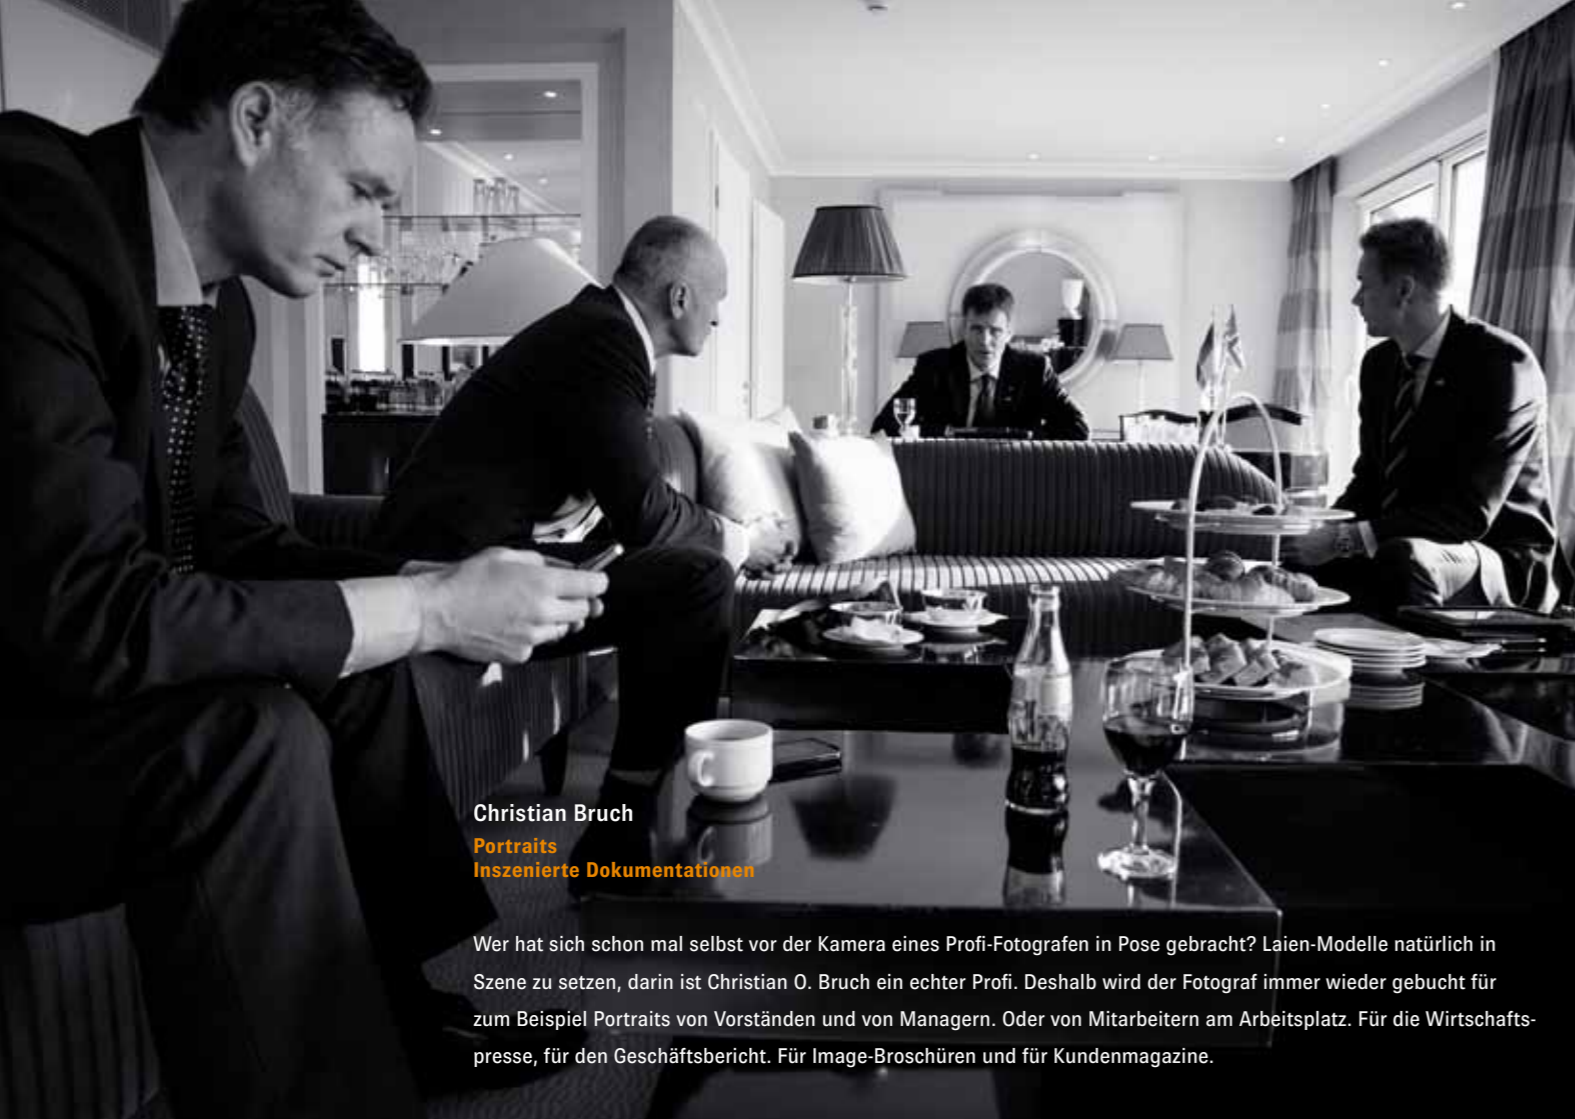 Christian Bruch
Portraits
Inszenierte Dokumentationen
Wer hat sich schon mal selbst vor der Kamera eines Profi-Fotografen in Pose gebracht? Laien-Modelle natürlich in
Szene zu setzen, darin ist Christian O. Bruch ein echter Profi. Deshalb wird der Fotograf immer wieder gebucht für
zum Beispiel Portraits von Vorständen und von Managern. Oder von Mitarbeitern am Arbeitsplatz. Für die Wirtschafts-
presse, für den Geschäftsbericht. Für Image-Broschüren und für Kundenmagazine.